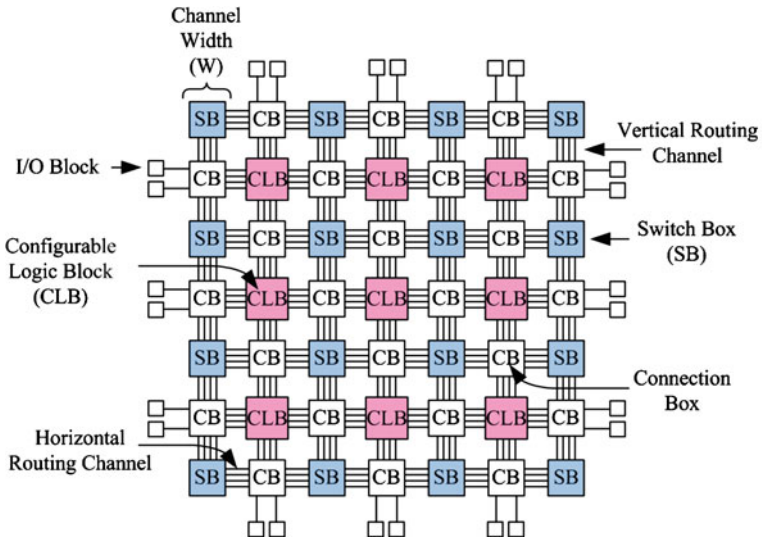 Channel
Width
(W)
SB CB SB CB SB CB SB
Vertical Routing
Channel
I/O Block
CB CLB CB CLB CB CLB CB
SB CB SB CB SB CB SB
Switch Box
(SB)
Configurable
Logic Block
(CLB)
CB CLB CB CLB CB CLB CB
SB CB SB CB SB CB SB
Connection
Box
CB CLB CB CLB CB CLB CB
Horizontal
Routing Channel
SB CB SB CB SB CB SB